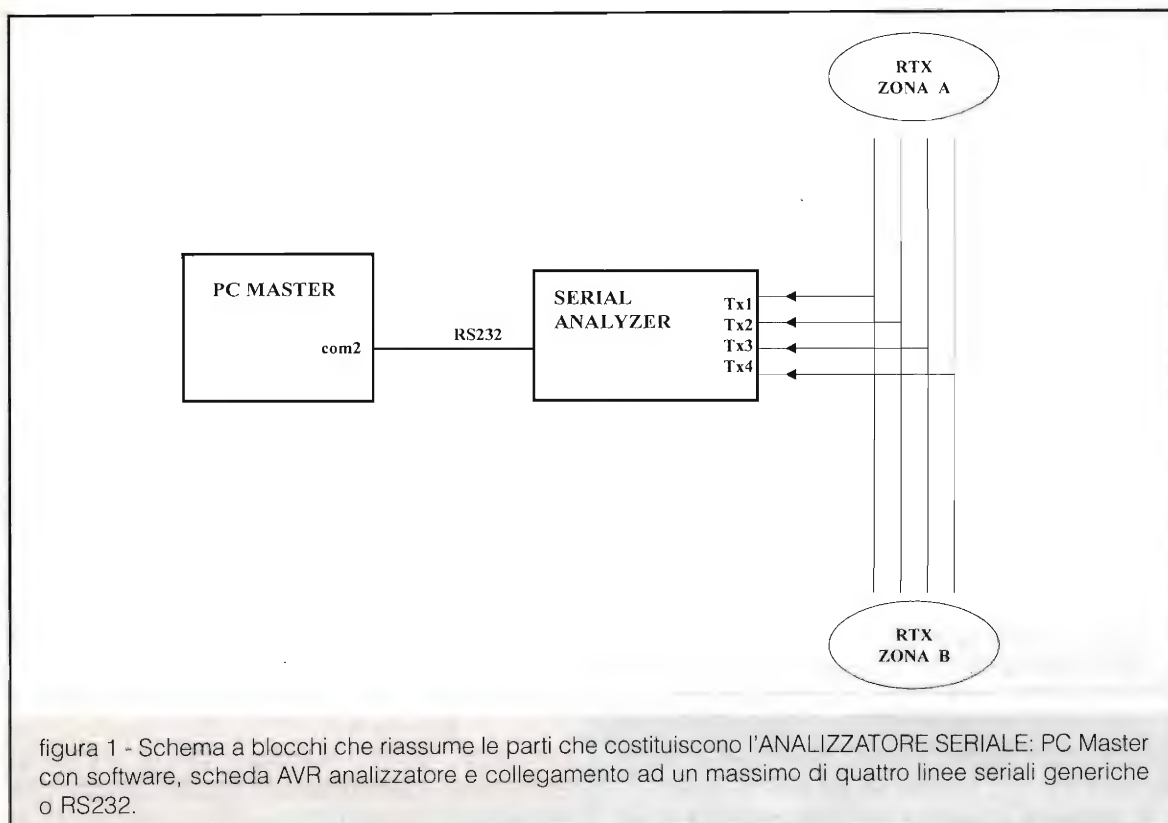 RTX
ZONA A
PC MASTER
com2
RS232
SERIAL
ANALYZER
Tx1
Tx2
Tx3
Tx4
RTX
ZONA B
figura 1 - Schema a blocchi che riassume le parti che costituiscono l'ANALIZZATORE SERIALE: PC Master
con software, scheda AVR analizzatore e collegamento ad un massimo di quattro linee seriali generiche
o RS232.